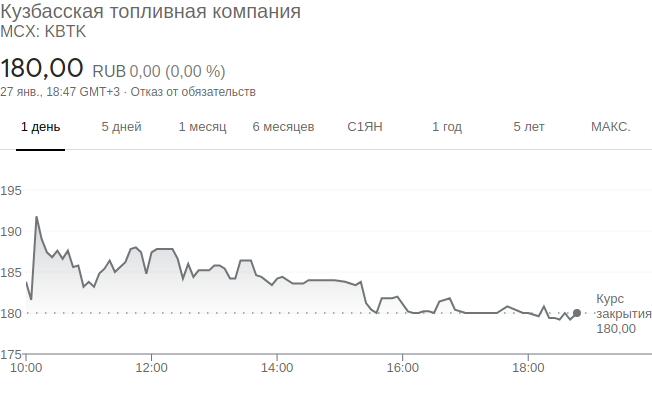 Кузбасская топливная компания
MCX: KBTK
180,00 RUB 0,00 (0,00 %)
27 янв., 18:47 GMT+3 · Отказ от обязательств
1 день 5 дней 1 месяц 6 месяцев С1ЯН 1 год 5 лет МАКС.
195
190
185
180
175
Курс
закрытия
180,00
10:00 12:00 14:00 16:00 18:00